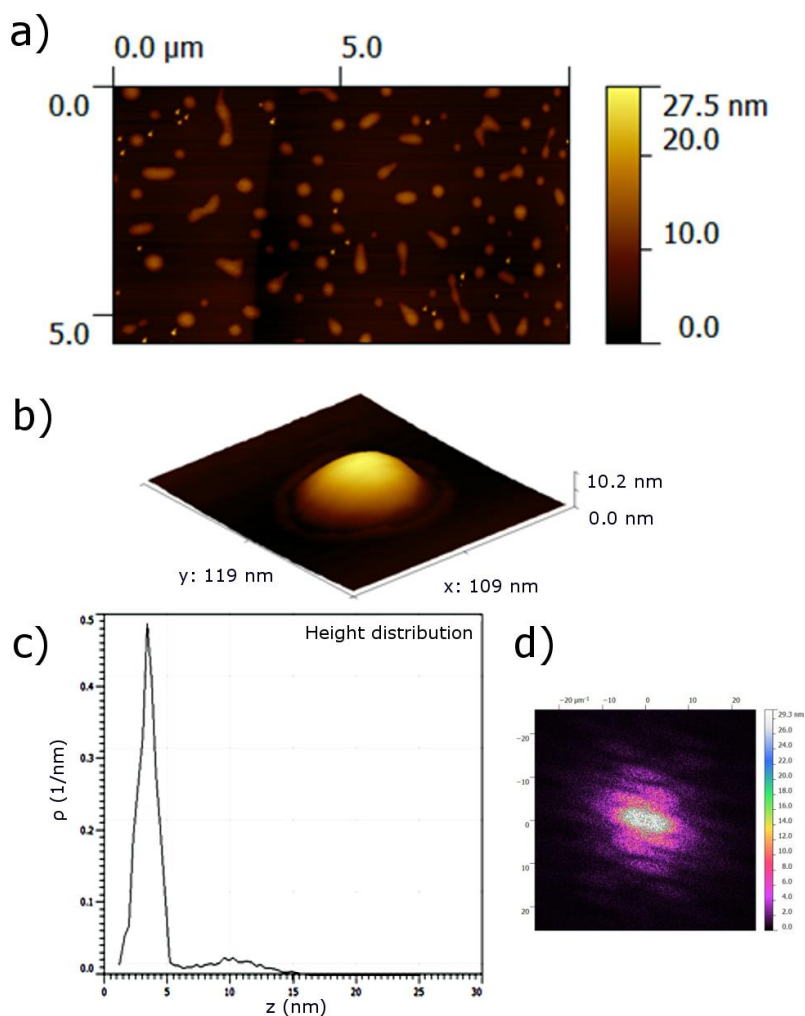 a)
0.0 µm 5.0
0.0
5.0
27.5 nm
20.0
10.0
0.0
b)
10.2 nm
0.0 nm
y: 119 nm
x: 109 nm
c)
Height distribution
0.5
0.4
0.3
0.2
0.1
0.0
ρ (1/nm)
0 5 10 15 20 25 30
z (nm)
d)
−20 µm⁻¹ −10 0 10 20
-20
-10
0
10
20
29.3 nm
26.0
24.0
22.0
20.0
18.0
16.0
14.0
12.0
10.0
8.0
6.0
4.0
2.0
0.0